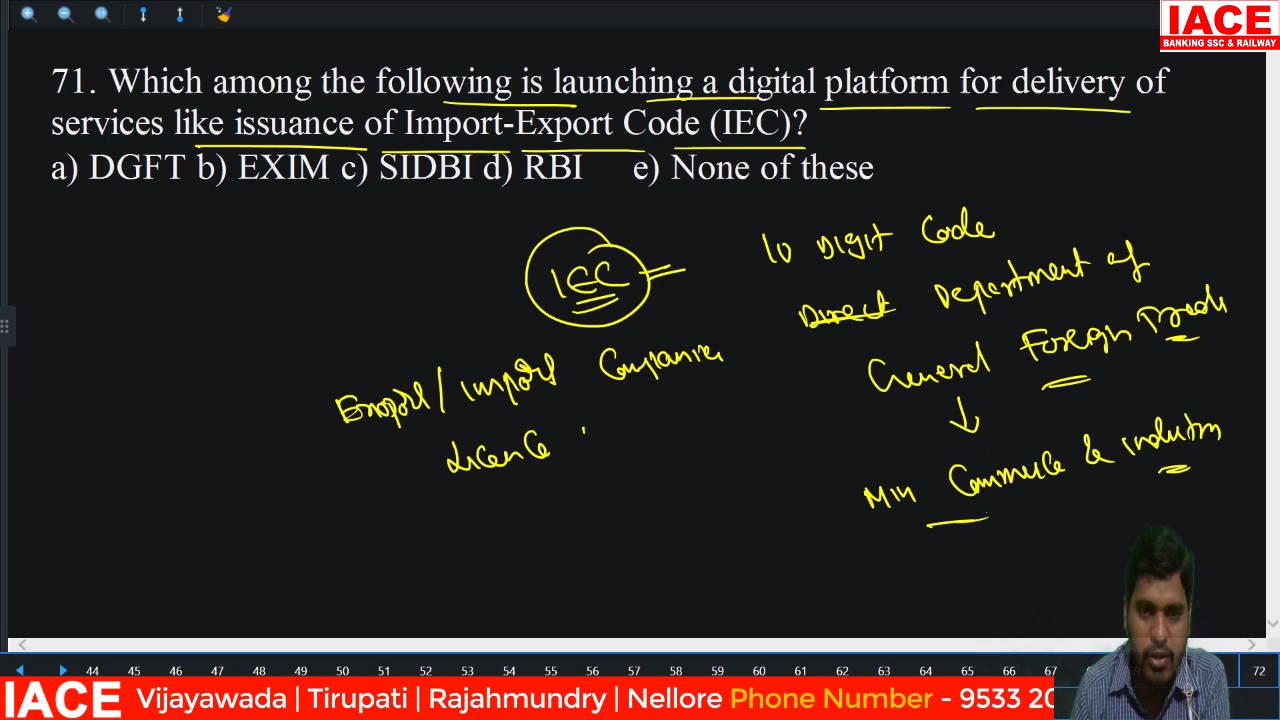 IACE
BANKING SSC & RAILWAY
71. Which among the following is launching a digital platform for delivery of
services like issuance of Import-Export Code (IEC)?
a) DGFT b) EXIM c) SIDBI d) RBI e) None of these
IEC
10 Digit Code
Direct Department of
General Foreign Trade
Min Commerce & industry
Export/Import Companies
Licence
44 45 46 47 48 49 50 51 52 53 54 55 56 57 58 59 60 61 62 63 64 65 66 67 72
IACE Vijayawada | Tirupati | Rajahmundry | Nellore Phone Number - 9533 20